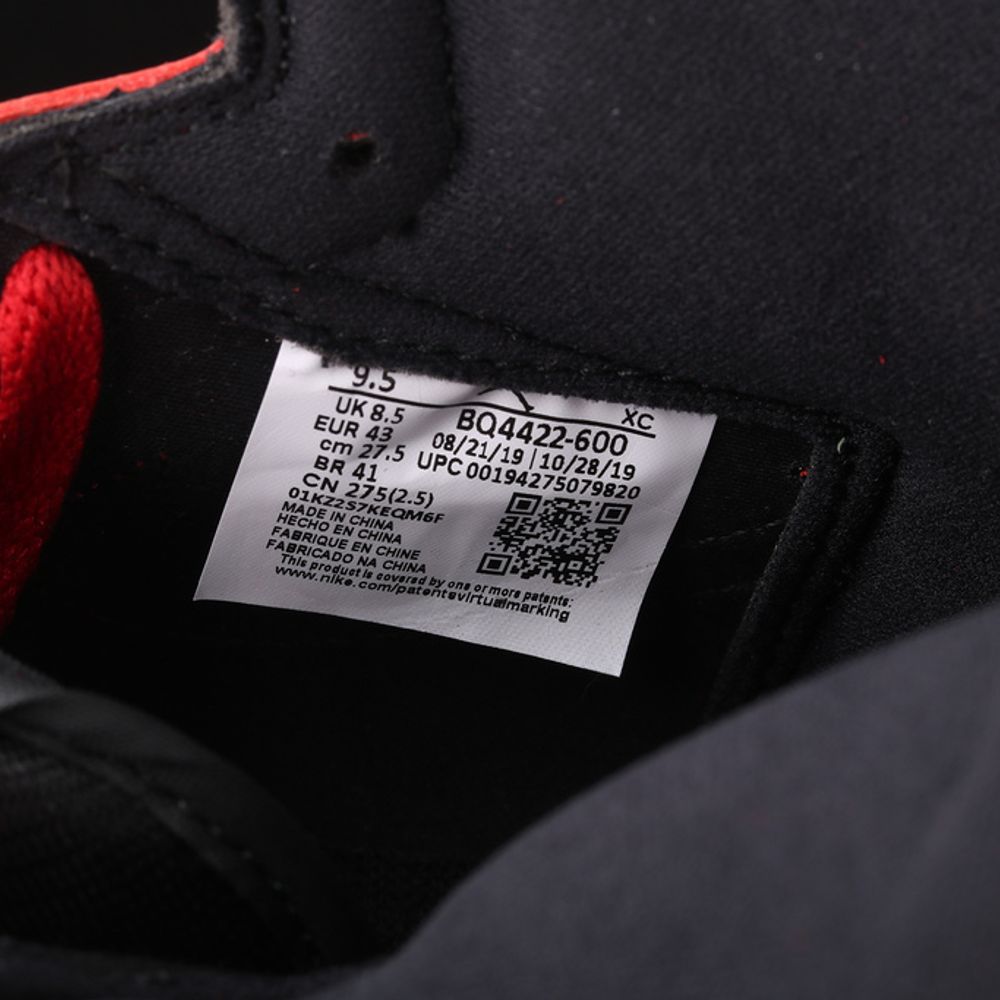 9.5
XC
UK 8.5
EUR 43
cm 27.5
BR 41
CN 275(2.5)
BQ4422-600
08/21/19 | 10/28/19
UPC 00194275079820
01KZ2S7KEQM6F
MADE IN CHINA
HECHO EN CHINA
FABRIQUE EN CHINE
FABRICADO NA CHINA
This product is covered by one or more patents:
www.nike.com/patentsvirtualmarking